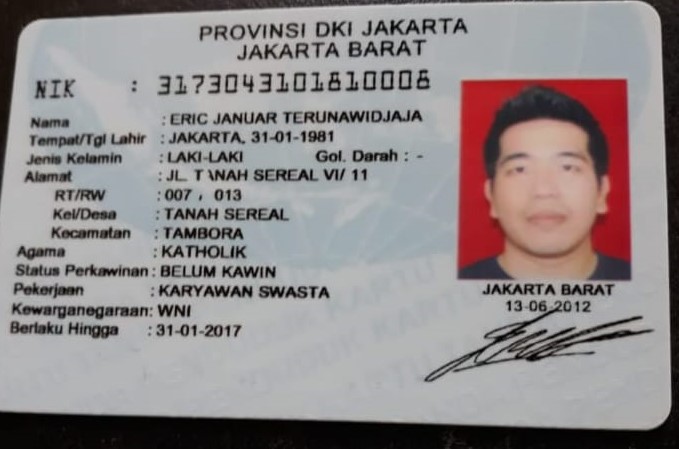 PROVINSI DKI JAKARTA
JAKARTA BARAT
NIK : 3173043101810008
Nama : ERIC JANUAR TERUNAWIDJAJA
Tempat/Tgl Lahir : JAKARTA, 31-01-1981
Jenis Kelamin : LAKI-LAKI Gol. Darah : -
Alamat : JL. TANAH SEREAL VI/ 11
RT/RW : 007 / 013
Kel/Desa : TANAH SEREAL
Kecamatan : TAMBORA
Agama : KATHOLIK
Status Perkawinan : BELUM KAWIN
Pekerjaan : KARYAWAN SWASTA
Kewarganegaraan : WNI
Berlaku Hingga : 31-01-2017
JAKARTA BARAT
13-06-2012